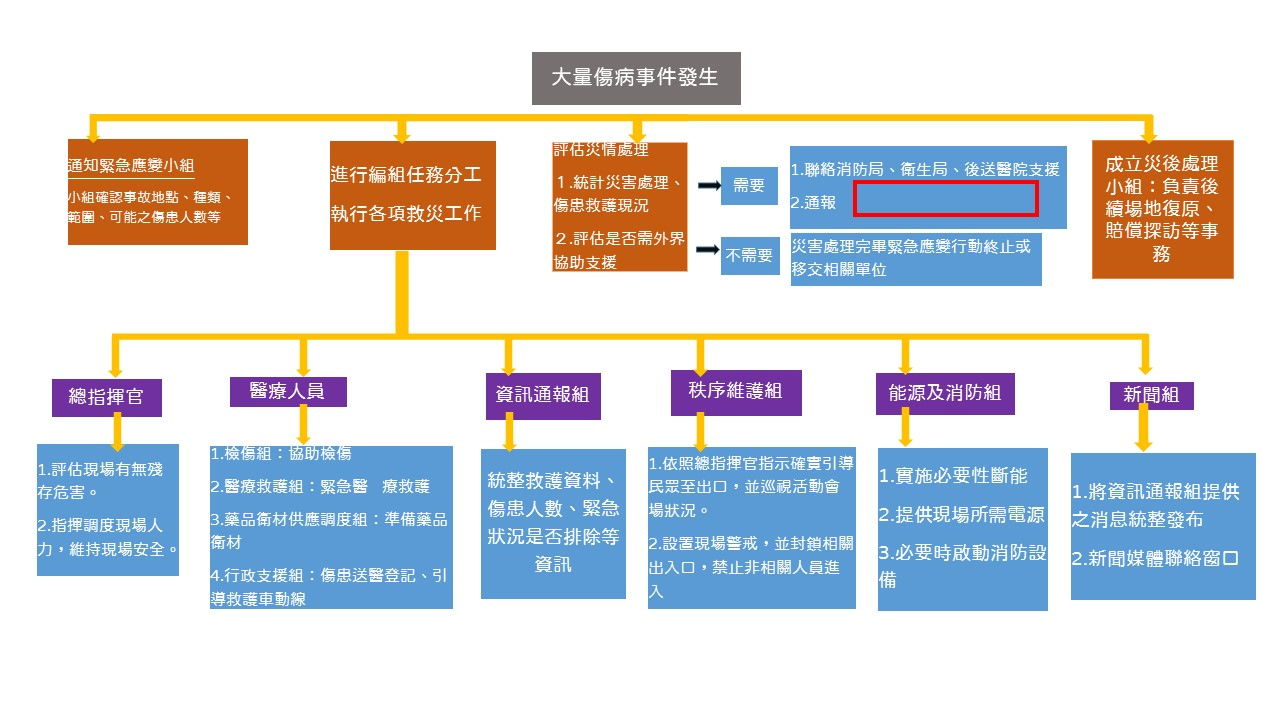 大量傷病事件發生
通知緊急應變小組
小組確認事故地點、種類、
範圍、可能之傷患人數等
進行編組任務分工
執行各項救災工作
評估災情處理
１.統計災害處理、
傷患救護現況
２.評估是否需外界
協助支援
需要
1.聯絡消防局、衛生局、後送醫院支援
2.通報
不需要
災害處理完畢緊急應變行動終止或
移交相關單位
成立災後處理
小組：負責後
續場地復原、
賠償探訪等事
務
總指揮官
1.評估現場有無殘
存危害。
2.指揮調度現場人
力，維持現場安全。
醫療人員
1.檢傷組：協助檢傷
2.醫療救護組：緊急醫 療救護
3.藥品衛材供應調度組：準備藥品
衛材
4.行政支援組：傷患送醫登記、引
導救護車動線
資訊通報組
統整救護資料、
傷患人數、緊急
狀況是否排除等
資訊
秩序維護組
1.依照總指揮官指示確實引導
民眾至出口，並巡視活動會
場狀況。
2.設置現場警戒，並封鎖相關
出入口，禁止非相關人員進
入
能源及消防組
1.實施必要性斷能
2.提供現場所需電源
3.必要時啟動消防設
備
新聞組
1.將資訊通報組提供
之消息統整發布
2.新聞媒體聯絡窗口